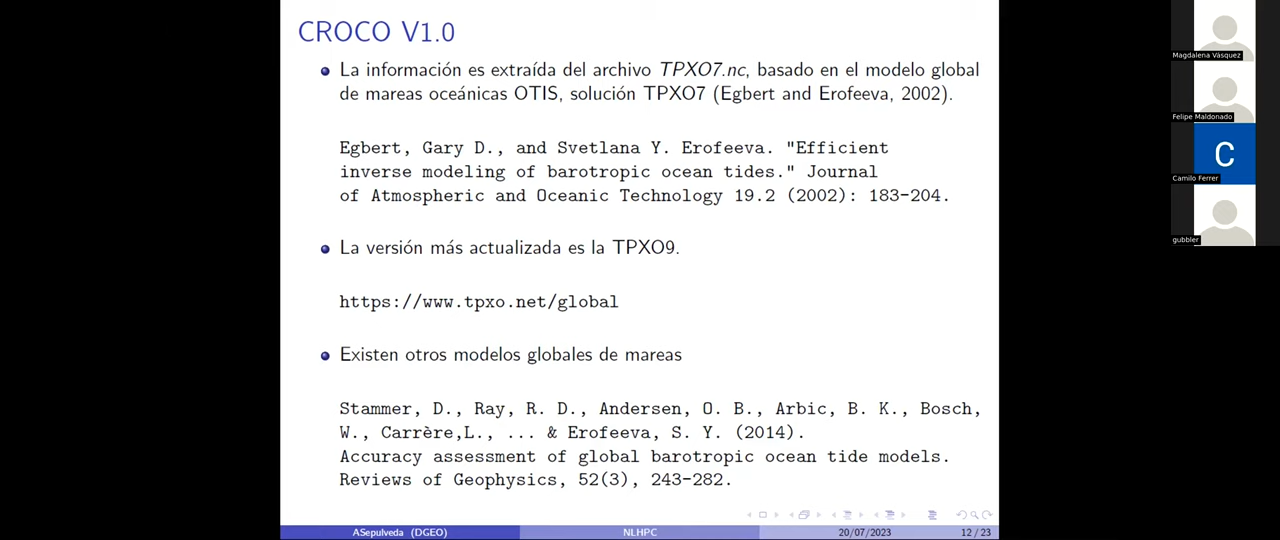 CROCO V1.0
La información es extraída del archivo TPXO7.nc, basado en el modelo global
de mareas oceánicas OTIS, solución TPXO7 (Egbert and Erofeeva, 2002).
Egbert, Gary D., and Svetlana Y. Erofeeva. "Efficient
inverse modeling of barotropic ocean tides." Journal
of Atmospheric and Oceanic Technology 19.2 (2002): 183-204.
La versión más actualizada es la TPXO9.
https://www.tpxo.net/global
Existen otros modelos globales de mareas
Stammer, D., Ray, R. D., Andersen, O. B., Arbic, B. K., Bosch,
W., Carrère,L., ... & Erofeeva, S. Y. (2014).
Accuracy assessment of global barotropic ocean tide models.
Reviews of Geophysics, 52(3), 243-282.
ASepulveda (DGEO) NLHPC 20/07/2023 12 / 23
Magdalena Vásquez
Felipe Maldonado
C
Camilo Ferrer
gubbler